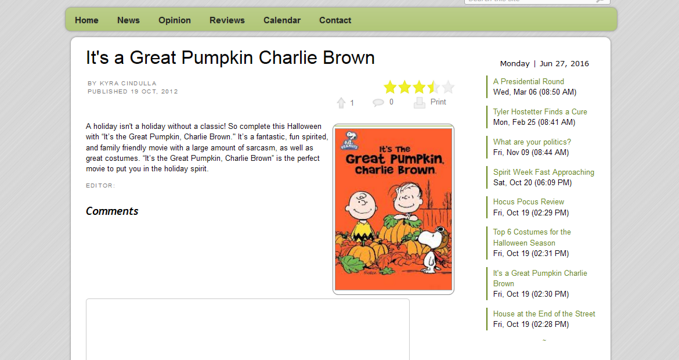 Home News Opinion Reviews Calendar Contact
It's a Great Pumpkin Charlie Brown
BY KYRA CINDULLA
PUBLISHED 19 OCT, 2012
1 0 Print
A holiday isn't a holiday without a classic! So complete this Halloween
with "It's the Great Pumpkin, Charlie Brown." It's a fantastic, fun spirited,
and family friendly movie with a large amount of sarcasm, as well as
great costumes. "It's the Great Pumpkin, Charlie Brown" is the perfect
movie to put you in the holiday spirit.
EDITOR:
Comments
It's The
Great Pumpkin,
Charlie Brown.
Monday | Jun 27, 2016
A Presidential Round
Wed, Mar 06 (08:50 AM)
Tyler Hostetter Finds a Cure
Mon, Feb 25 (08:41 AM)
What are your politics?
Fri, Nov 09 (08:44 AM)
Spirit Week Fast Approaching
Sat, Oct 20 (06:09 PM)
Hocus Pocus Review
Fri, Oct 19 (02:29 PM)
Top 6 Costumes for the
Halloween Season
Fri, Oct 19 (02:31 PM)
It's a Great Pumpkin Charlie
Brown
Fri, Oct 19 (02:30 PM)
House at the End of the Street
Fri, Oct 19 (02:28 PM)